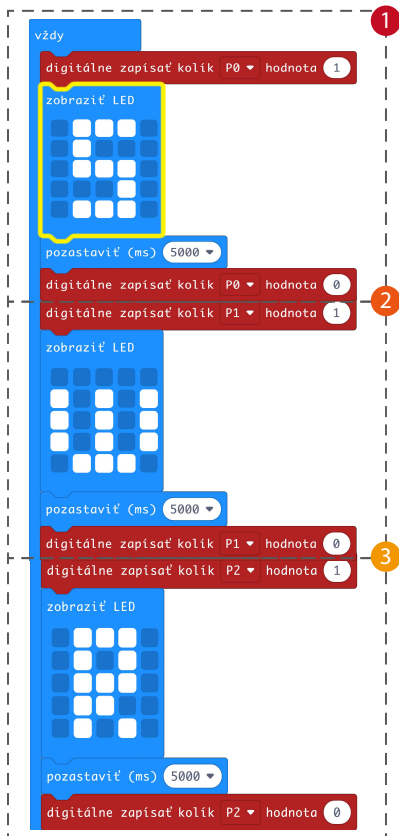 1
vždy
digitálne zapísať kolík P0 hodnota 1
zobraziť LED
pozastaviť (ms) 5000
digitálne zapísať kolík P0 hodnota 0
2
digitálne zapísať kolík P1 hodnota 1
zobraziť LED
pozastaviť (ms) 5000
digitálne zapísať kolík P1 hodnota 0
3
digitálne zapísať kolík P2 hodnota 1
zobraziť LED
pozastaviť (ms) 5000
digitálne zapísať kolík P2 hodnota 0